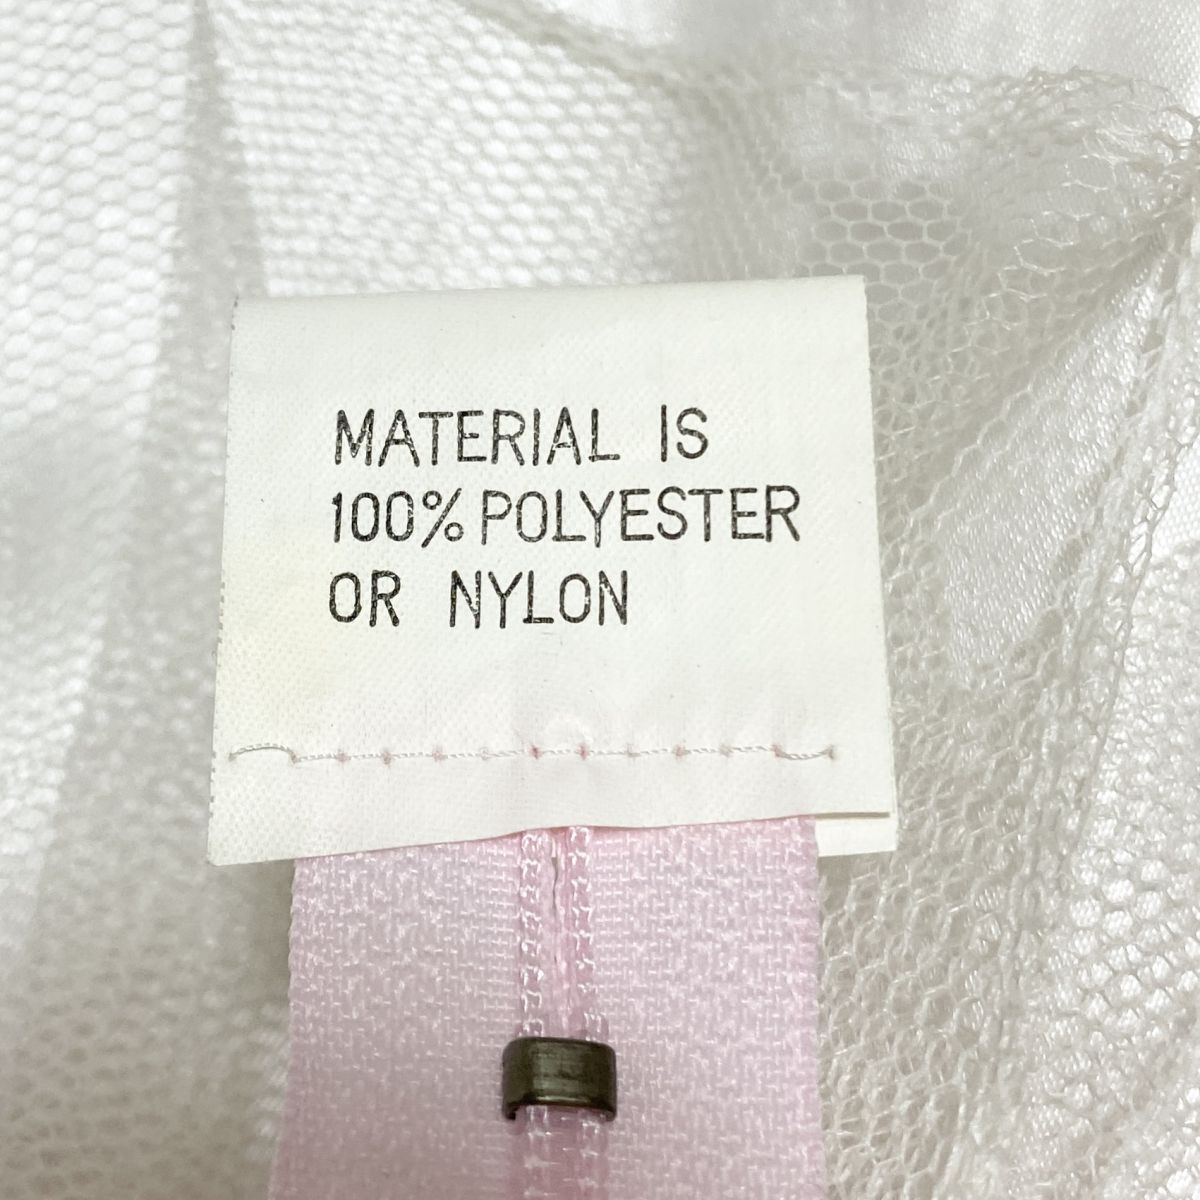 MATERIAL IS
100% POLYESTER
OR NYLON